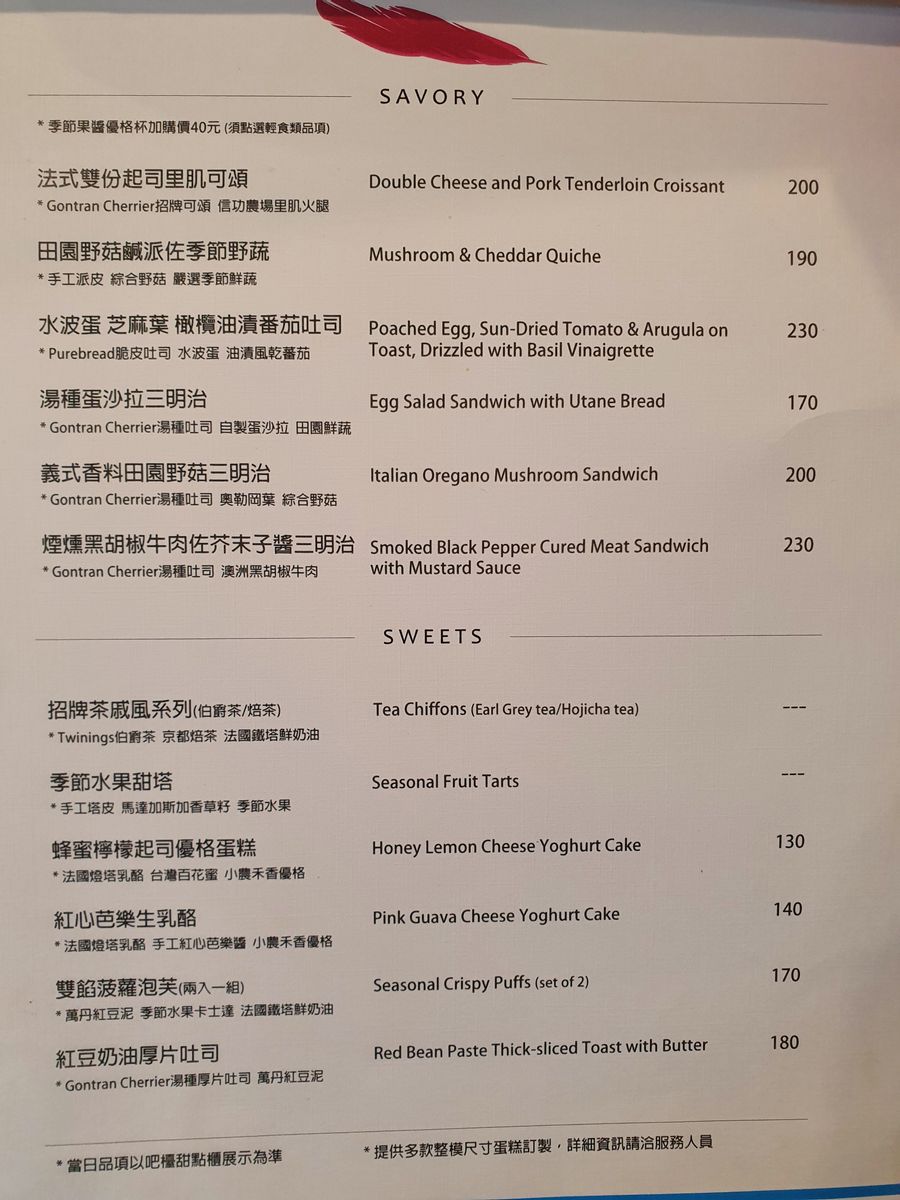 SAVORY
* 季節果醬優格杯加購價40元 (須點選輕食類品項)
法式雙份起司里肌可頌 Double Cheese and Pork Tenderloin Croissant 200
* Gontran Cherrier招牌可頌 信功農場里肌火腿
田園野菇鹹派佐季節野蔬 Mushroom & Cheddar Quiche 190
* 手工派皮 綜合野菇 嚴選季節鮮蔬
水波蛋 芝麻葉 橄欖油漬番茄吐司 Poached Egg, Sun-Dried Tomato & Arugula on 230
* Purebread脆皮吐司 水波蛋 油漬風乾蕃茄 Toast, Drizzled with Basil Vinaigrette
湯種蛋沙拉三明治 Egg Salad Sandwich with Utane Bread 170
* Gontran Cherrier湯種吐司 自製蛋沙拉 田園鮮蔬
義式香料田園野菇三明治 Italian Oregano Mushroom Sandwich 200
* Gontran Cherrier湯種吐司 奧勒岡葉 綜合野菇
煙燻黑胡椒牛肉佐芥末子醬三明治 Smoked Black Pepper Cured Meat Sandwich 230
* Gontran Cherrier湯種吐司 澳洲黑胡椒牛肉 with Mustard Sauce
SWEETS
招牌茶戚風系列(伯爵茶/焙茶) Tea Chiffons (Earl Grey tea/Hojicha tea) ---
* Twinings伯爵茶 京都焙茶 法國鐵塔鮮奶油
季節水果甜塔 Seasonal Fruit Tarts ---
* 手工塔皮 馬達加斯加香草籽 季節水果
蜂蜜檸檬起司優格蛋糕 Honey Lemon Cheese Yoghurt Cake 130
* 法國燈塔乳酪 台灣百花蜜 小農禾香優格
紅心芭樂生乳酪 Pink Guava Cheese Yoghurt Cake 140
* 法國燈塔乳酪 手工紅心芭樂醬 小農禾香優格
雙餡菠蘿泡芙(兩入一組) Seasonal Crispy Puffs (set of 2) 170
* 萬丹紅豆泥 季節水果卡士達 法國鐵塔鮮奶油
紅豆奶油厚片吐司 Red Bean Paste Thick-sliced Toast with Butter 180
* Gontran Cherrier湯種厚片吐司 萬丹紅豆泥
* 當日品項以吧檯甜點櫃展示為準 * 提供多款整模尺寸蛋糕訂製，詳細資訊請洽服務人員